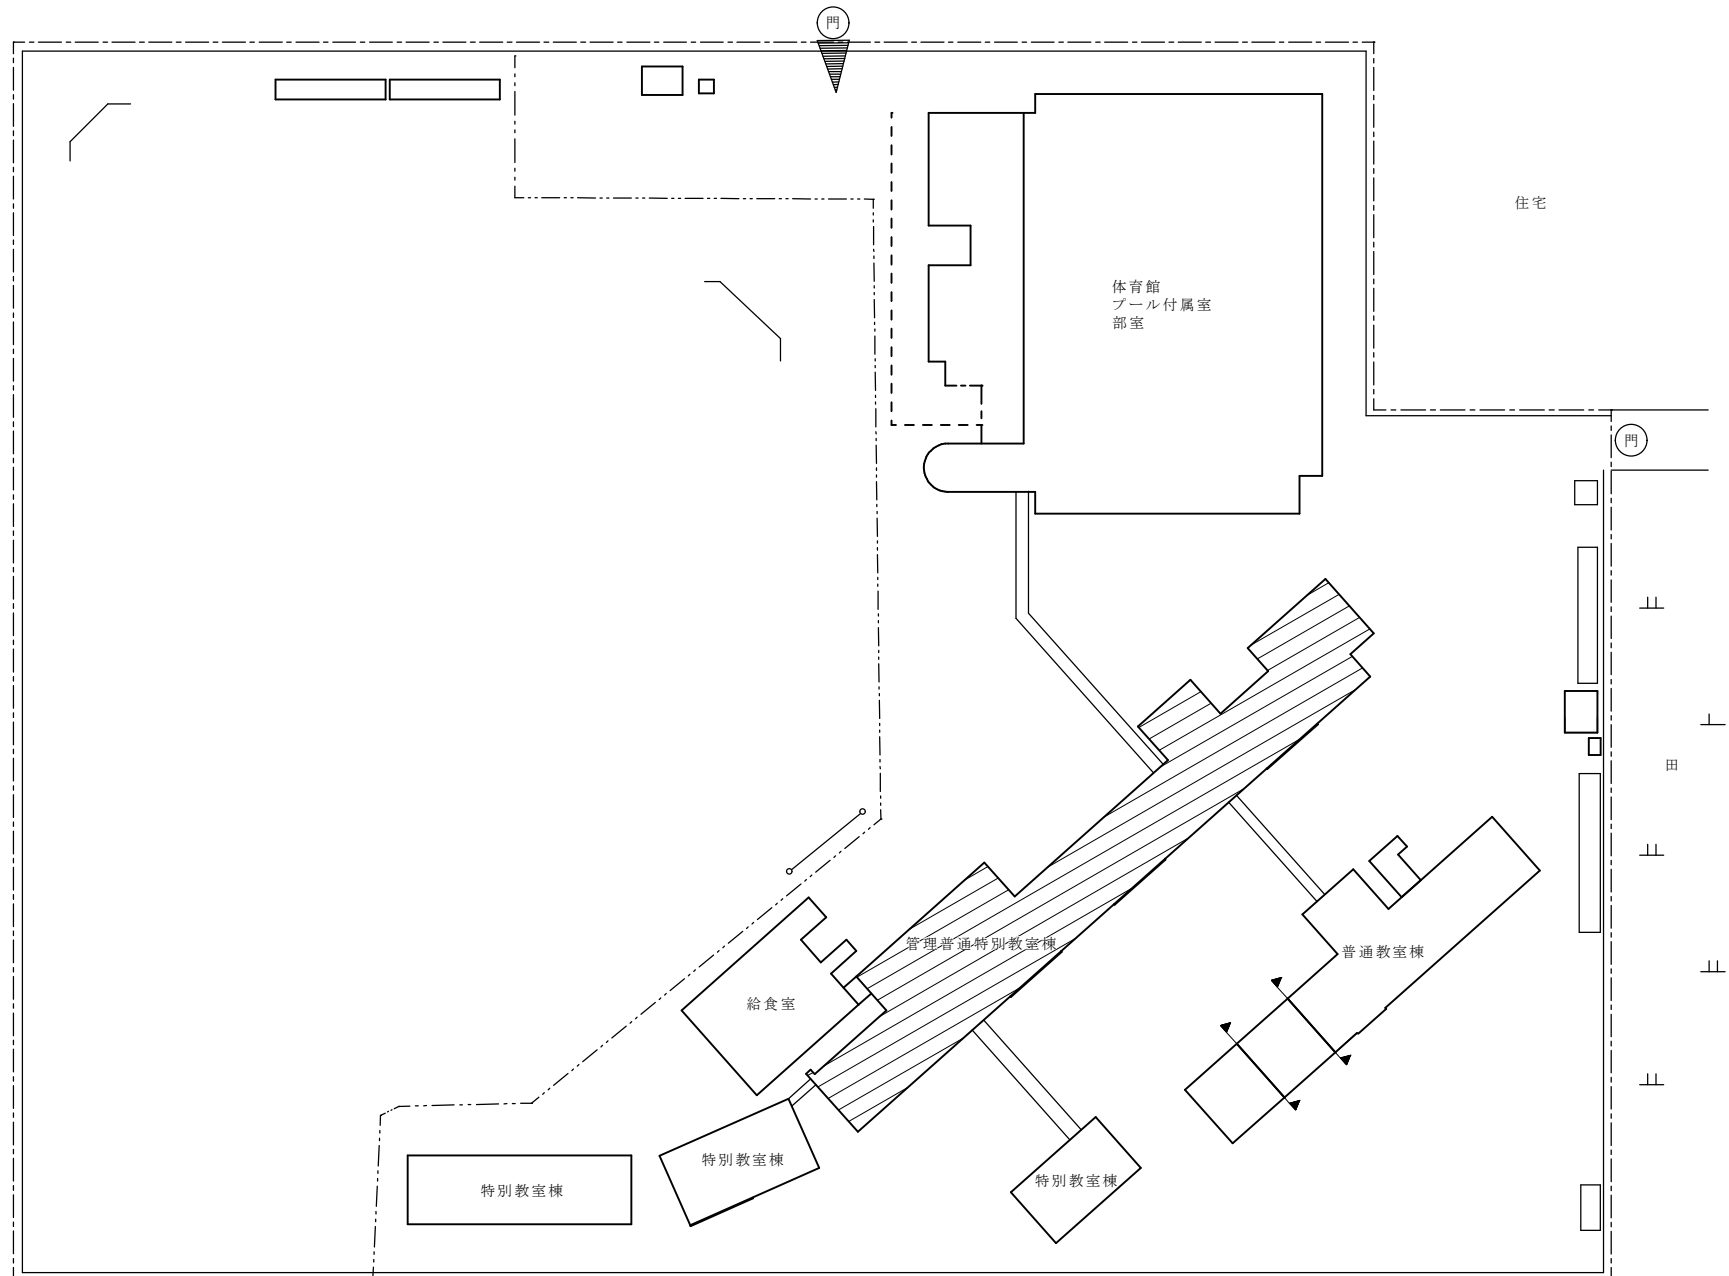 門
住宅
体育館
プール付属室
部室
門
田
管理普通特別教室棟
普通教室棟
給食室
特別教室棟
特別教室棟
特別教室棟